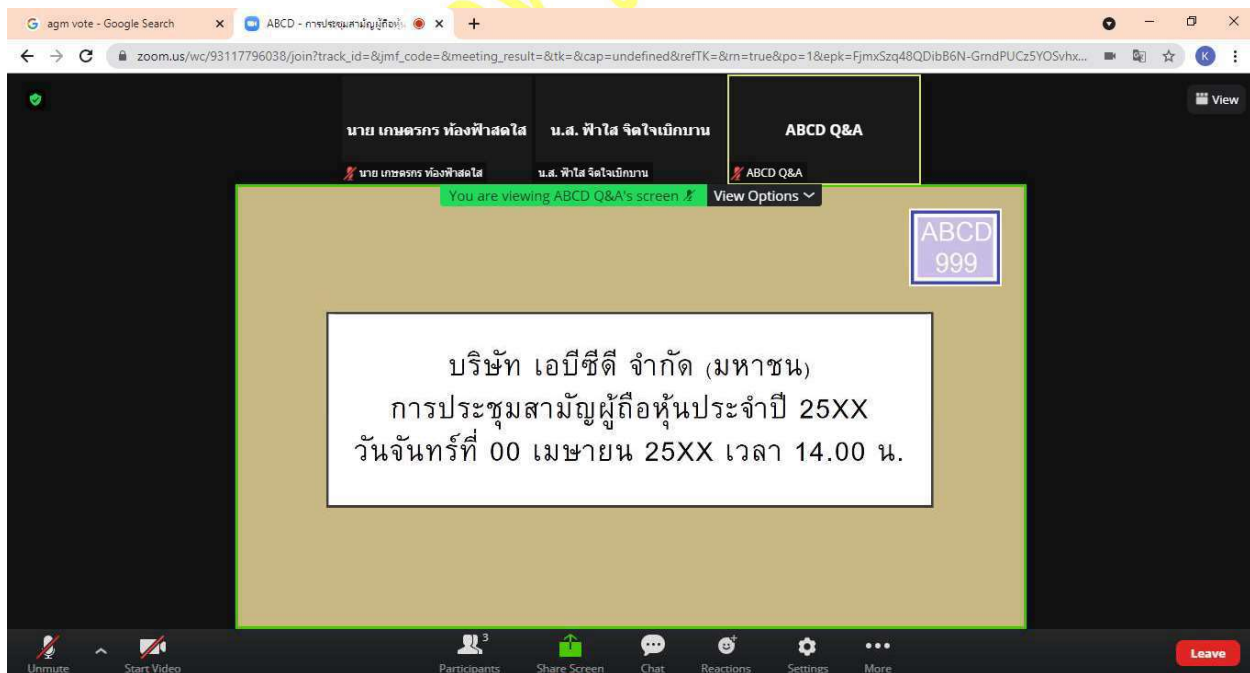 agm vote - Google Search
ABCD - การประชุมสามัญผู้ถือหุ้น
zoom.us/wc/93117796038/join?track_id=&jmf_code=&meeting_result=&tk=&cap=undefined&refTK=&rn=true&po=1&epk=FjmxSzq48QDibB6N-GrndPUCz5YOSvhx...
K
View
นาย เกษตรกร ท้องฟ้าสดใส
น.ส. ฟ้าใส จิตใจเบิกบาน
ABCD Q&A
นาย เกษตรกร ท้องฟ้าสดใส
น.ส. ฟ้าใส จิตใจเบิกบาน
ABCD Q&A
You are viewing ABCD Q&A's screen
View Options
ABCD
999
บริษัท เอบีซีดี จำกัด (มหาชน)
การประชุมสามัญผู้ถือหุ้นประจำปี 25XX
วันจันทร์ที่ 00 เมษายน 25XX เวลา 14.00 น.
Unmute
Start Video
3
Participants
Share Screen
Chat
Reactions
Settings
More
Leave